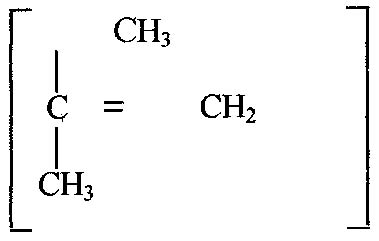 CH₃
C = CH₂
CH₃